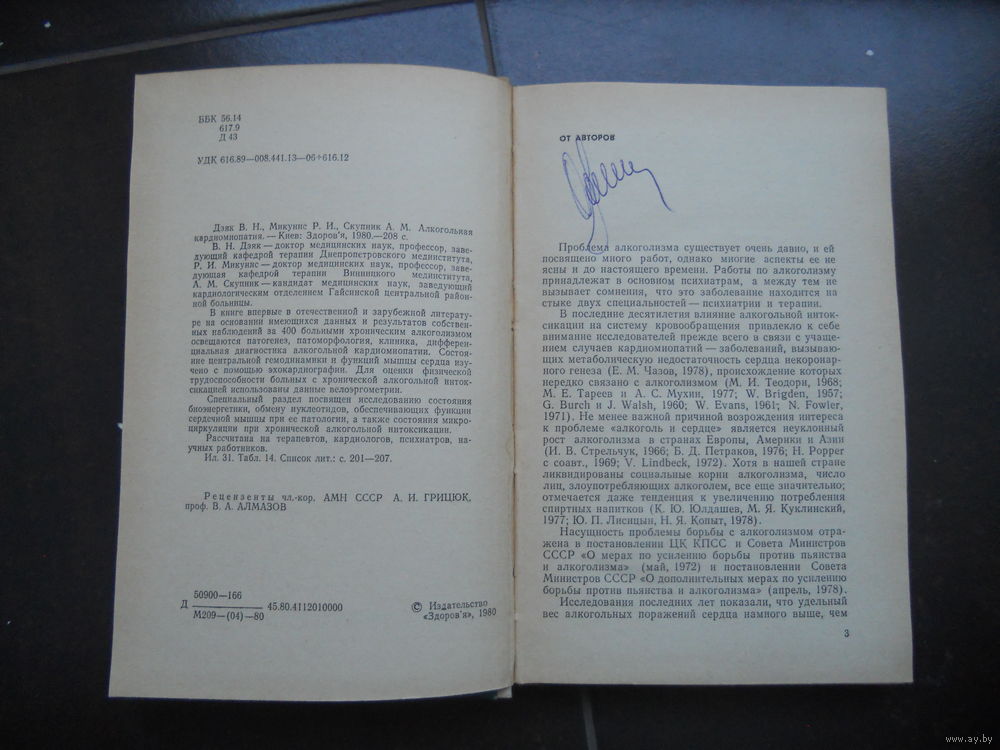 ББК 56.14
617.9
Д 43
УДК 616.89—008.441.13—06+616.12
Дзяк В. Н., Микунис Р. И., Скупник А. М. Алкогольная
кардиомиопатия. — Киев: Здоров'я, 1980.—208 с.
В. Н. Дзяк — доктор медицинских наук, профессор, заве-
дующий кафедрой терапии Днепропетровского мединститута,
Р. И. Микунис — доктор медицинских наук, профессор, заве-
дующая кафедрой терапии Винницкого мединститута,
А. М. Скупник — кандидат медицинских наук, заведующий
кардиологическим отделением Гайсинской центральной район-
ной больницы.
В книге впервые в отечественной и зарубежной литерату-
ре на основании имеющихся данных и результатов собствен-
ных наблюдений за 400 больными хроническим алкоголизмом
освещаются патогенез, патоморфология, клиника, дифферен-
циальная диагностика алкогольной кардиомиопатии. Состоя-
ние центральной гемодинамики и функций мышцы сердца изу-
чено с помощью эхокардиографии. Для оценки физической
трудоспособности больных с хронической алкогольной инток-
сикацией использованы данные велоэргометрии.
Специальный раздел посвящен исследованию состояния
биоэнергетики, обмену нуклеотидов, обеспечивающих функции
сердечной мышцы при ее патологии, а также состояния микро-
циркуляции при хронической алкогольной интоксикации.
Рассчитана на терапевтов, кардиологов, психиатров, на-
учных работников.
Ил. 31. Табл. 14. Список лит.: с. 201—207.
Рецензенты чл.-кор. АМН СССР А. И. ГРИЦЮК,
проф. В. А. АЛМАЗОВ
50900—166
Д 45.80.4112010000
М209—(04)—80
© Издательство
«Здоров'я», 1980
ОТ АВТОРОВ
Проблема алкоголизма существует очень давно, и ей
посвящено много работ, однако многие аспекты ее не
ясны и до настоящего времени. Работы по алкоголизму
принадлежат в основном психиатрам, а между тем не
вызывает сомнения, что это заболевание находится на
стыке двух специальностей — психиатрии и терапии.
В последние десятилетия влияние алкогольной инток-
сикации на систему кровообращения привлекло к себе
внимание исследователей прежде всего в связи с учаще-
нием случаев кардиомиопатий — заболеваний, вызываю-
щих метаболическую недостаточность сердца некоронар-
ного генеза (Е. М. Чазов, 1978), происхождение которых
нередко связано с алкоголизмом (М. И. Теодори, 1968;
М. Е. Тареев и А. С. Мухин, 1977; W. Brigden, 1957;
G. Burch и J. Walsh, 1960; W. Evans, 1961; N. Fowler,
1971). Не менее важной причиной возрождения интереса
к проблеме «алкоголь и сердце» является неуклонный
рост алкоголизма в странах Европы, Америки и Азии
(И. В. Стрельчук, 1966; Б. Д. Петраков, 1976; H. Popper
с соавт., 1969; V. Lindbeck, 1972). Хотя в нашей стране
ликвидированы социальные корни алкоголизма, число
лиц, злоупотребляющих алкоголем, все еще значительно;
отмечается даже тенденция к увеличению потребления
спиртных напитков (К. Ю. Юлдашев, М. Я. Куклинский,
1977; Ю. П. Лисицын, Н. Я. Копыт, 1978).
Насущность проблемы борьбы с алкоголизмом отра-
жена в постановлении ЦК КПСС и Совета Министров
СССР «О мерах по усилению борьбы против пьянства
и алкоголизма» (май, 1972) и постановлении Совета
Министров СССР «О дополнительных мерах по усилению
борьбы против пьянства и алкоголизма» (апрель, 1978).
Исследования последних лет показали, что удельный
вес алкогольных поражений сердца намного выше, чем
3
www.ay.by